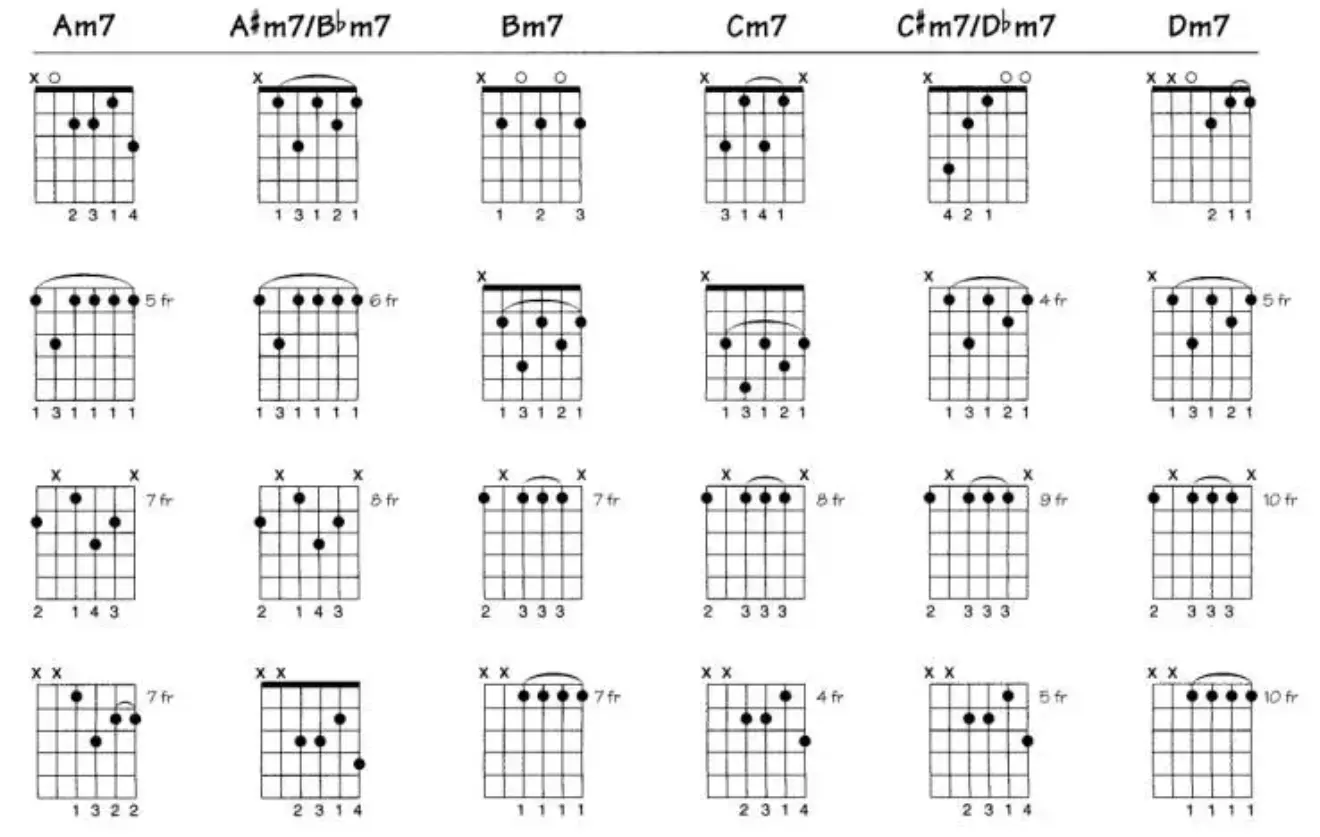 Am7 A♯m7/B♭m7 Bm7 Cm7 C♯m7/D♭m7 Dm7
x o x x o o x x x o o x x o
2 3 1 4 1 3 1 2 1 1 2 3 3 1 4 1 4 2 1 2 1 1
x x x x
5 fr 6 fr 4 fr 5 fr
1 3 1 1 1 1 1 3 1 1 1 1 1 3 1 2 1 1 3 1 2 1 1 3 1 2 1 1 3 1 2 1
x x x x x x x x x x x x
7 fr 8 fr 7 fr 8 fr 9 fr 10 fr
2 1 4 3 2 1 4 3 2 3 3 3 2 3 3 3 2 3 3 3 2 3 3 3
x x x x x x x x x x x x
7 fr 7 fr 4 fr 5 fr 10 fr
1 3 2 2 2 3 1 4 1 1 1 1 2 3 1 4 2 3 1 4 1 1 1 1